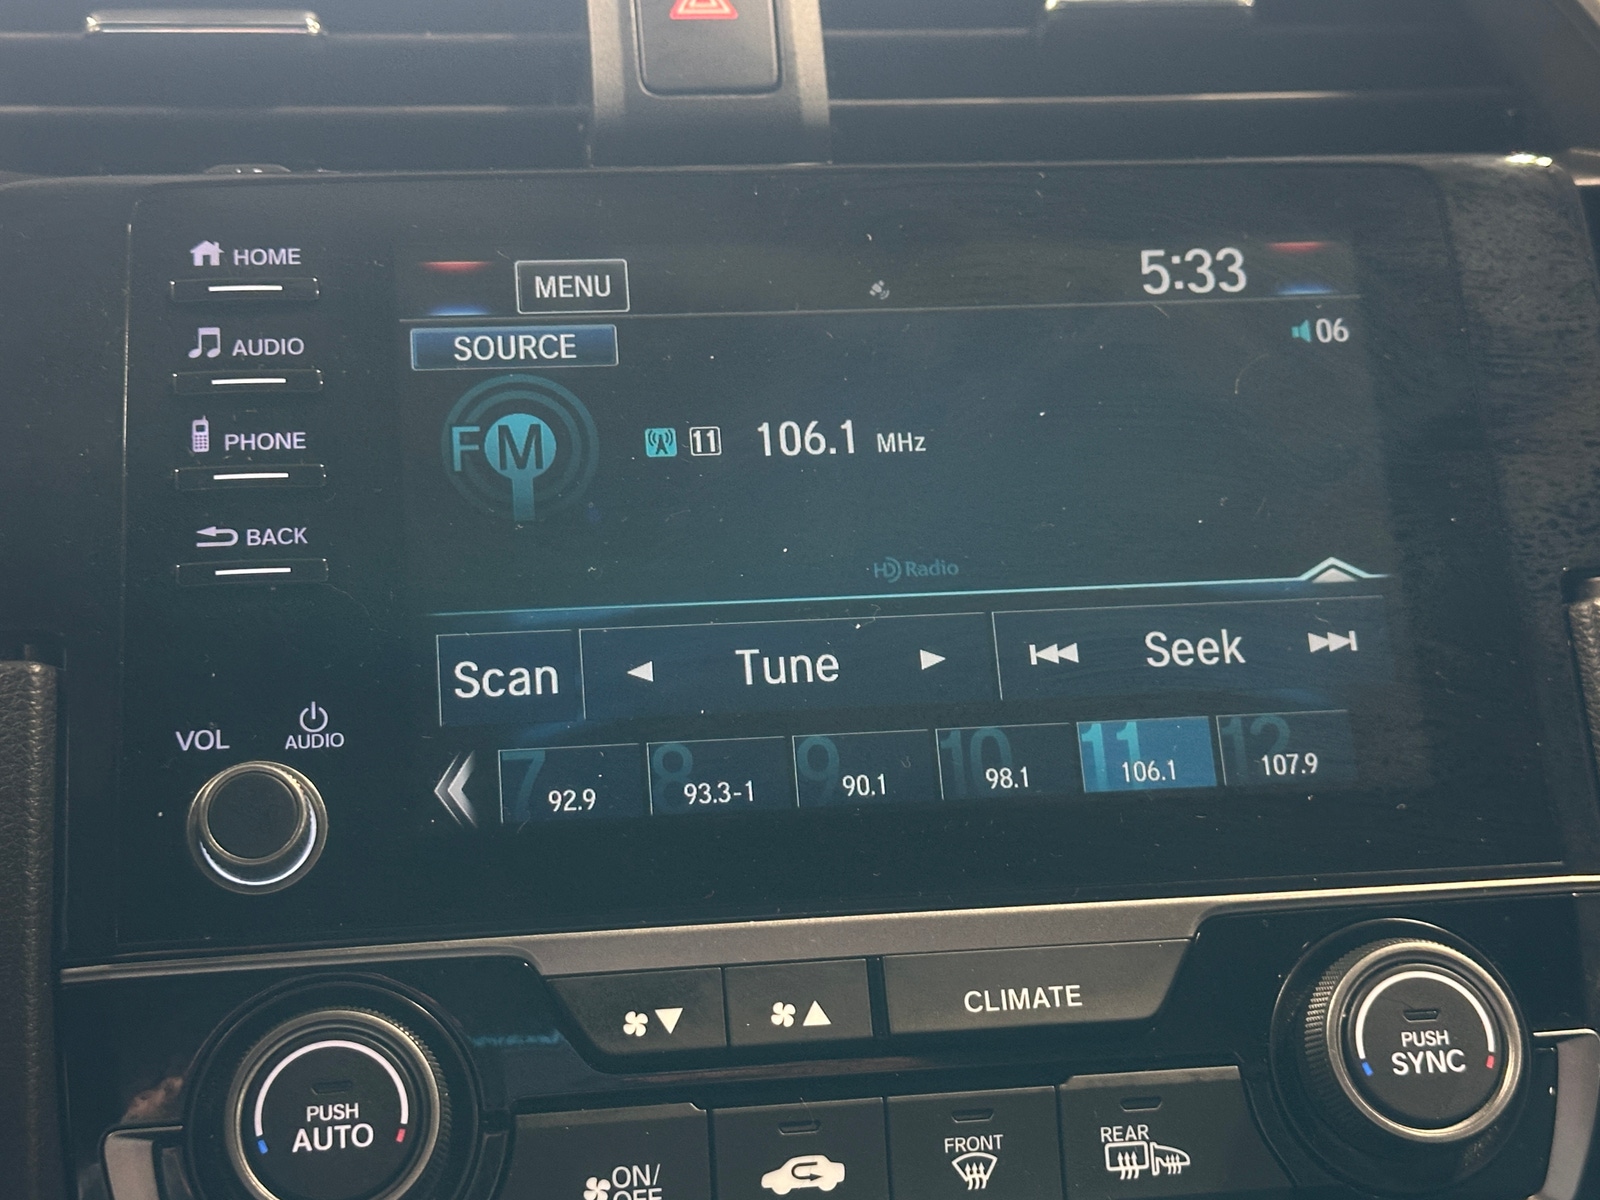 HOME
MENU
5:33
AUDIO
SOURCE
06
PHONE
FM
11 106.1 MHz
BACK
HD Radio
Scan
Tune
Seek
VOL
AUDIO
7 92.9
8 93.3-1
9 90.1
10 98.1
11 106.1
12 107.9
CLIMATE
PUSH
SYNC
PUSH
AUTO
ON/
OFF
FRONT
REAR